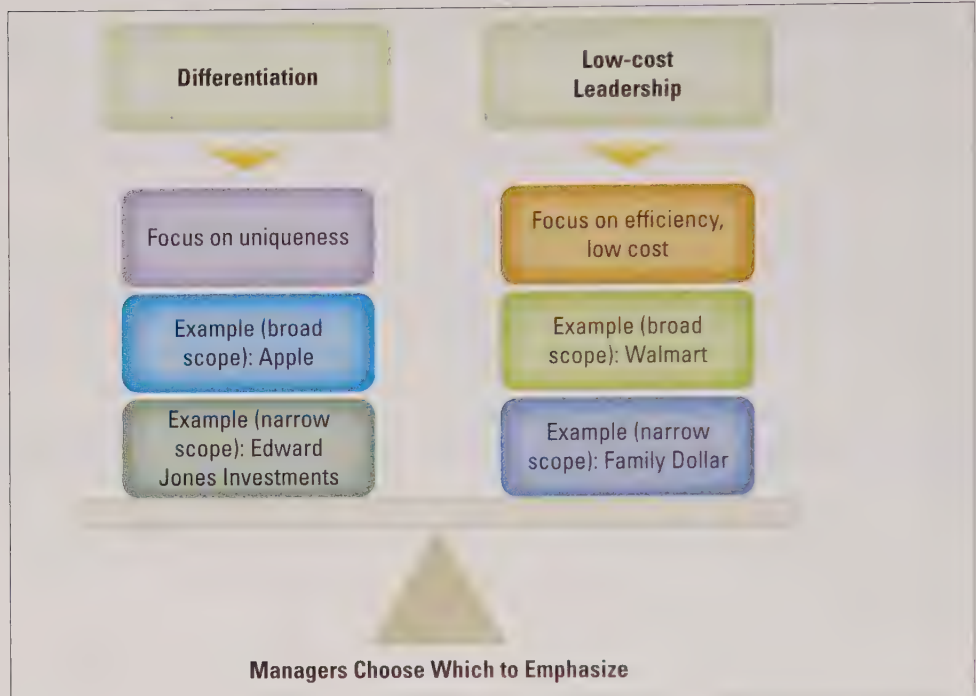 Differentiation
Low-cost
Leadership
Focus on uniqueness
Focus on efficiency,
low cost
Example (broad
scope): Apple
Example (broad
scope): Walmart
Example (narrow
scope): Edward
Jones Investments
Example (narrow
scope): Family Dollar
Managers Choose Which to Emphasize